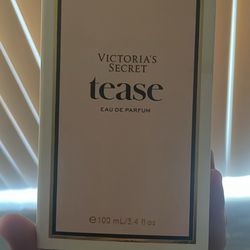 VICTORIA'S
SECRET
tease
EAU DE PARFUM
℮ 100 mL/3.4 fl oz